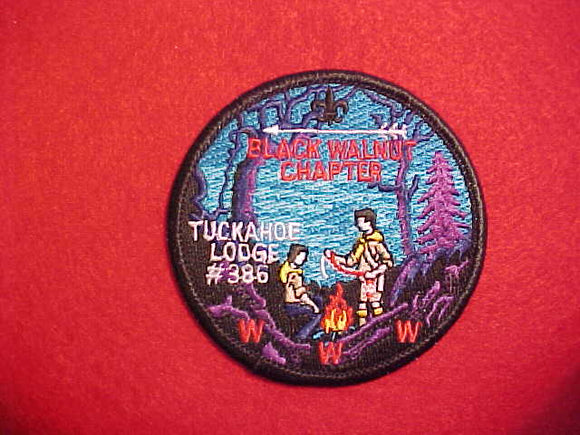 BLACK WALNUT
CHAPTER
TUCKAHOE
LODGE
#386
W W W